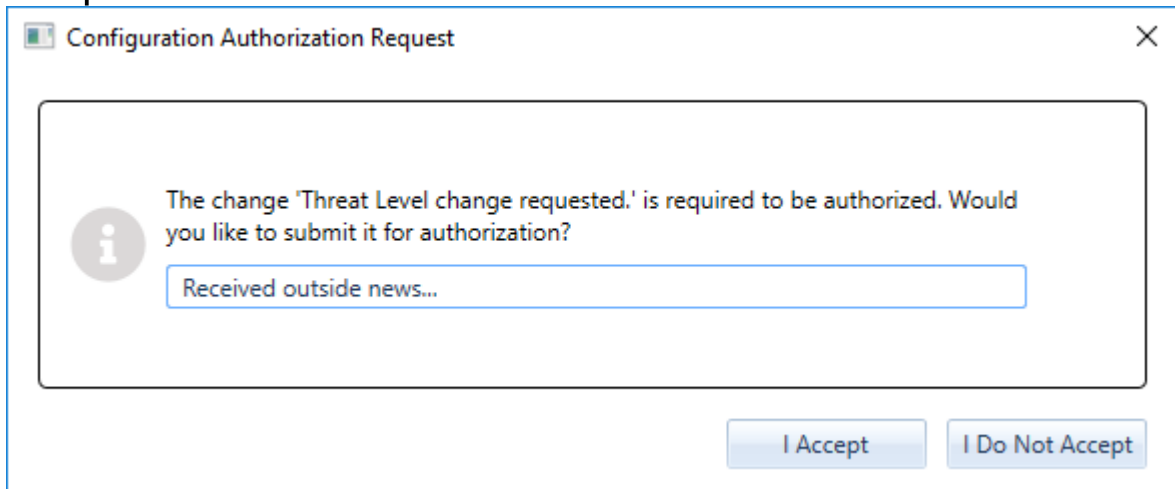 Configuration Authorization Request
The change 'Threat Level change requested.' is required to be authorized. Would
you like to submit it for authorization?
Received outside news...
I Accept
I Do Not Accept